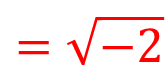 = √-2